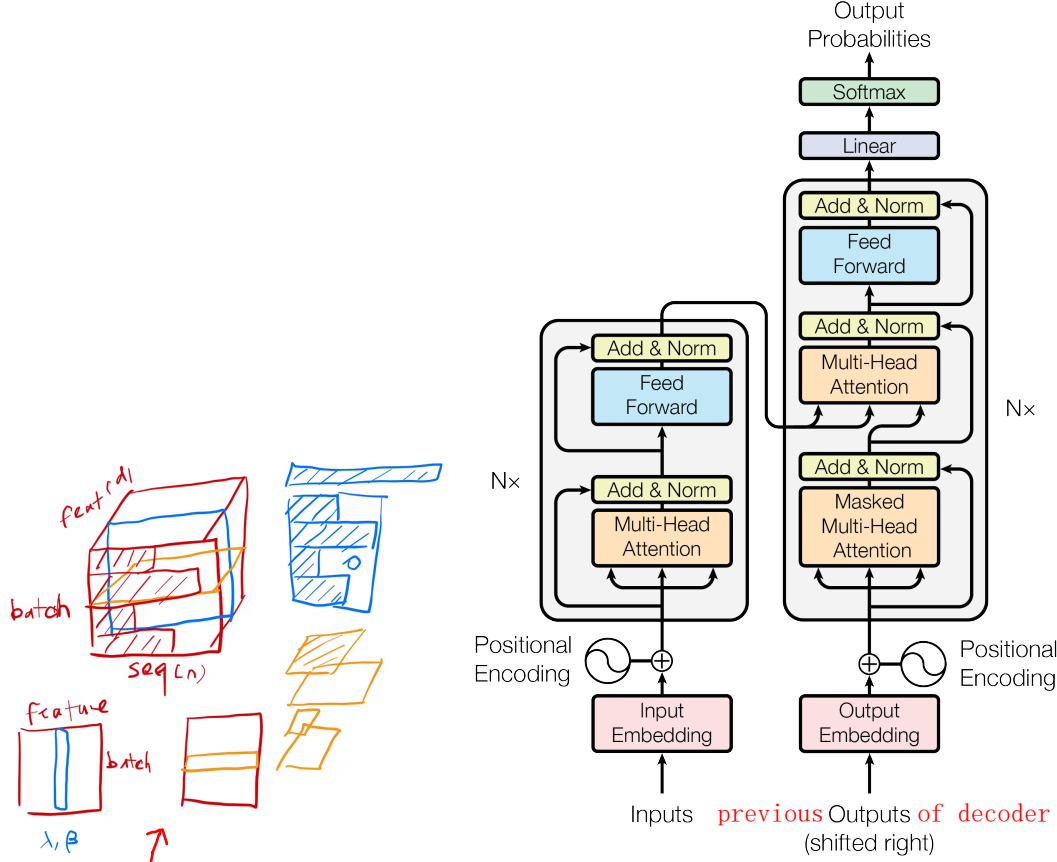 Output
Probabilities
Softmax
Linear
Add & Norm
Feed
Forward
Add & Norm
Multi-Head
Attention
N×
Add & Norm
Masked
Multi-Head
Attention
Add & Norm
Feed
Forward
N×
Add & Norm
Multi-Head
Attention
Positional
Encoding
Positional
Encoding
Input
Embedding
Output
Embedding
Inputs
previous Outputs of decoder
(shifted right)
feat(d)
batch
seq(n)
0
feature
batch
λ, β